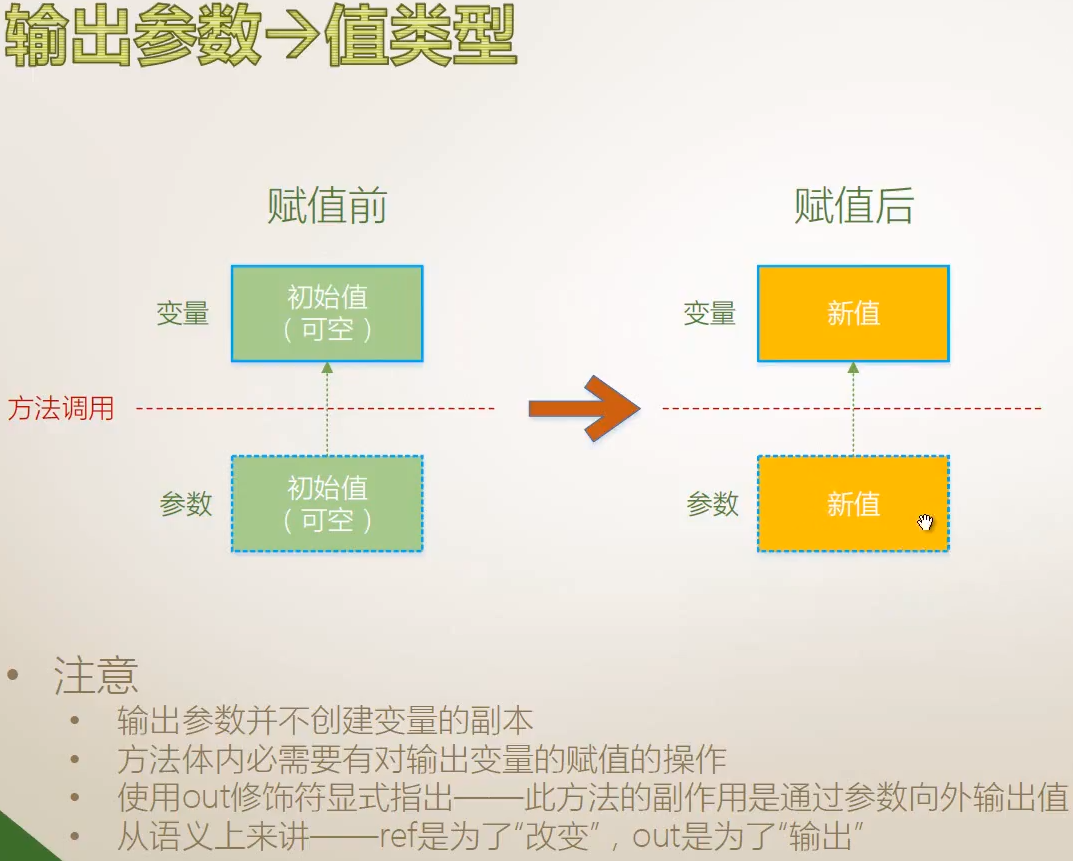 输出参数→值类型
赋值前
赋值后
变量
初始值
（可空）
变量
新值
方法调用
参数
初始值
（可空）
参数
新值
• 注意
• 输出参数并不创建变量的副本
• 方法体内必需要有对输出变量的赋值的操作
• 使用out修饰符显式指出——此方法的副作用是通过参数向外输出值
• 从语义上来讲——ref是为了“改变”，out是为了“输出”